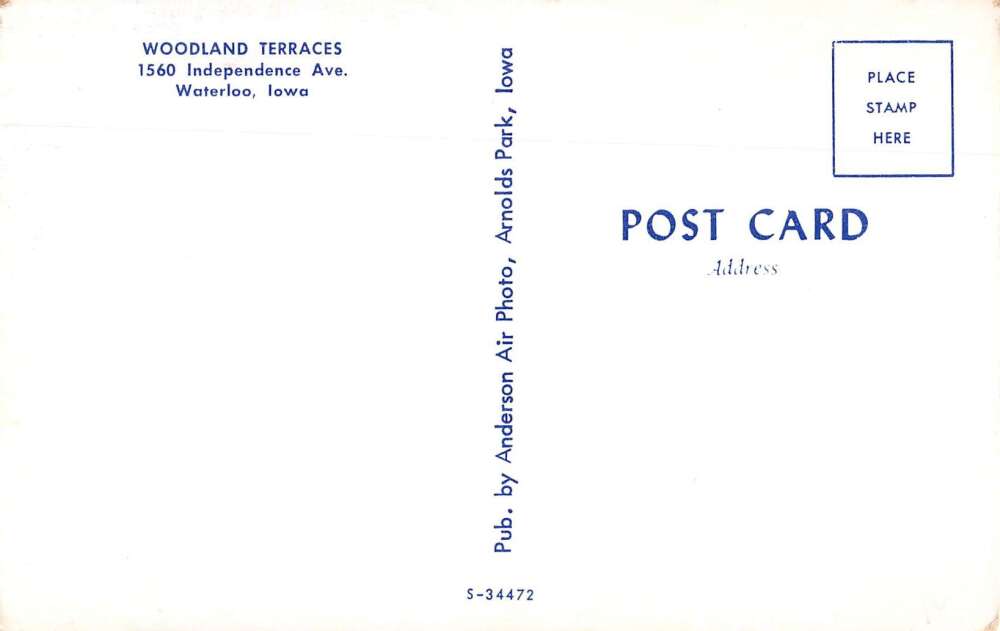 WOODLAND TERRACES
1560 Independence Ave.
Waterloo, Iowa
Pub. by Anderson Air Photo, Arnolds Park, Iowa
PLACE
STAMP
HERE
POST CARD
Address
S-34472